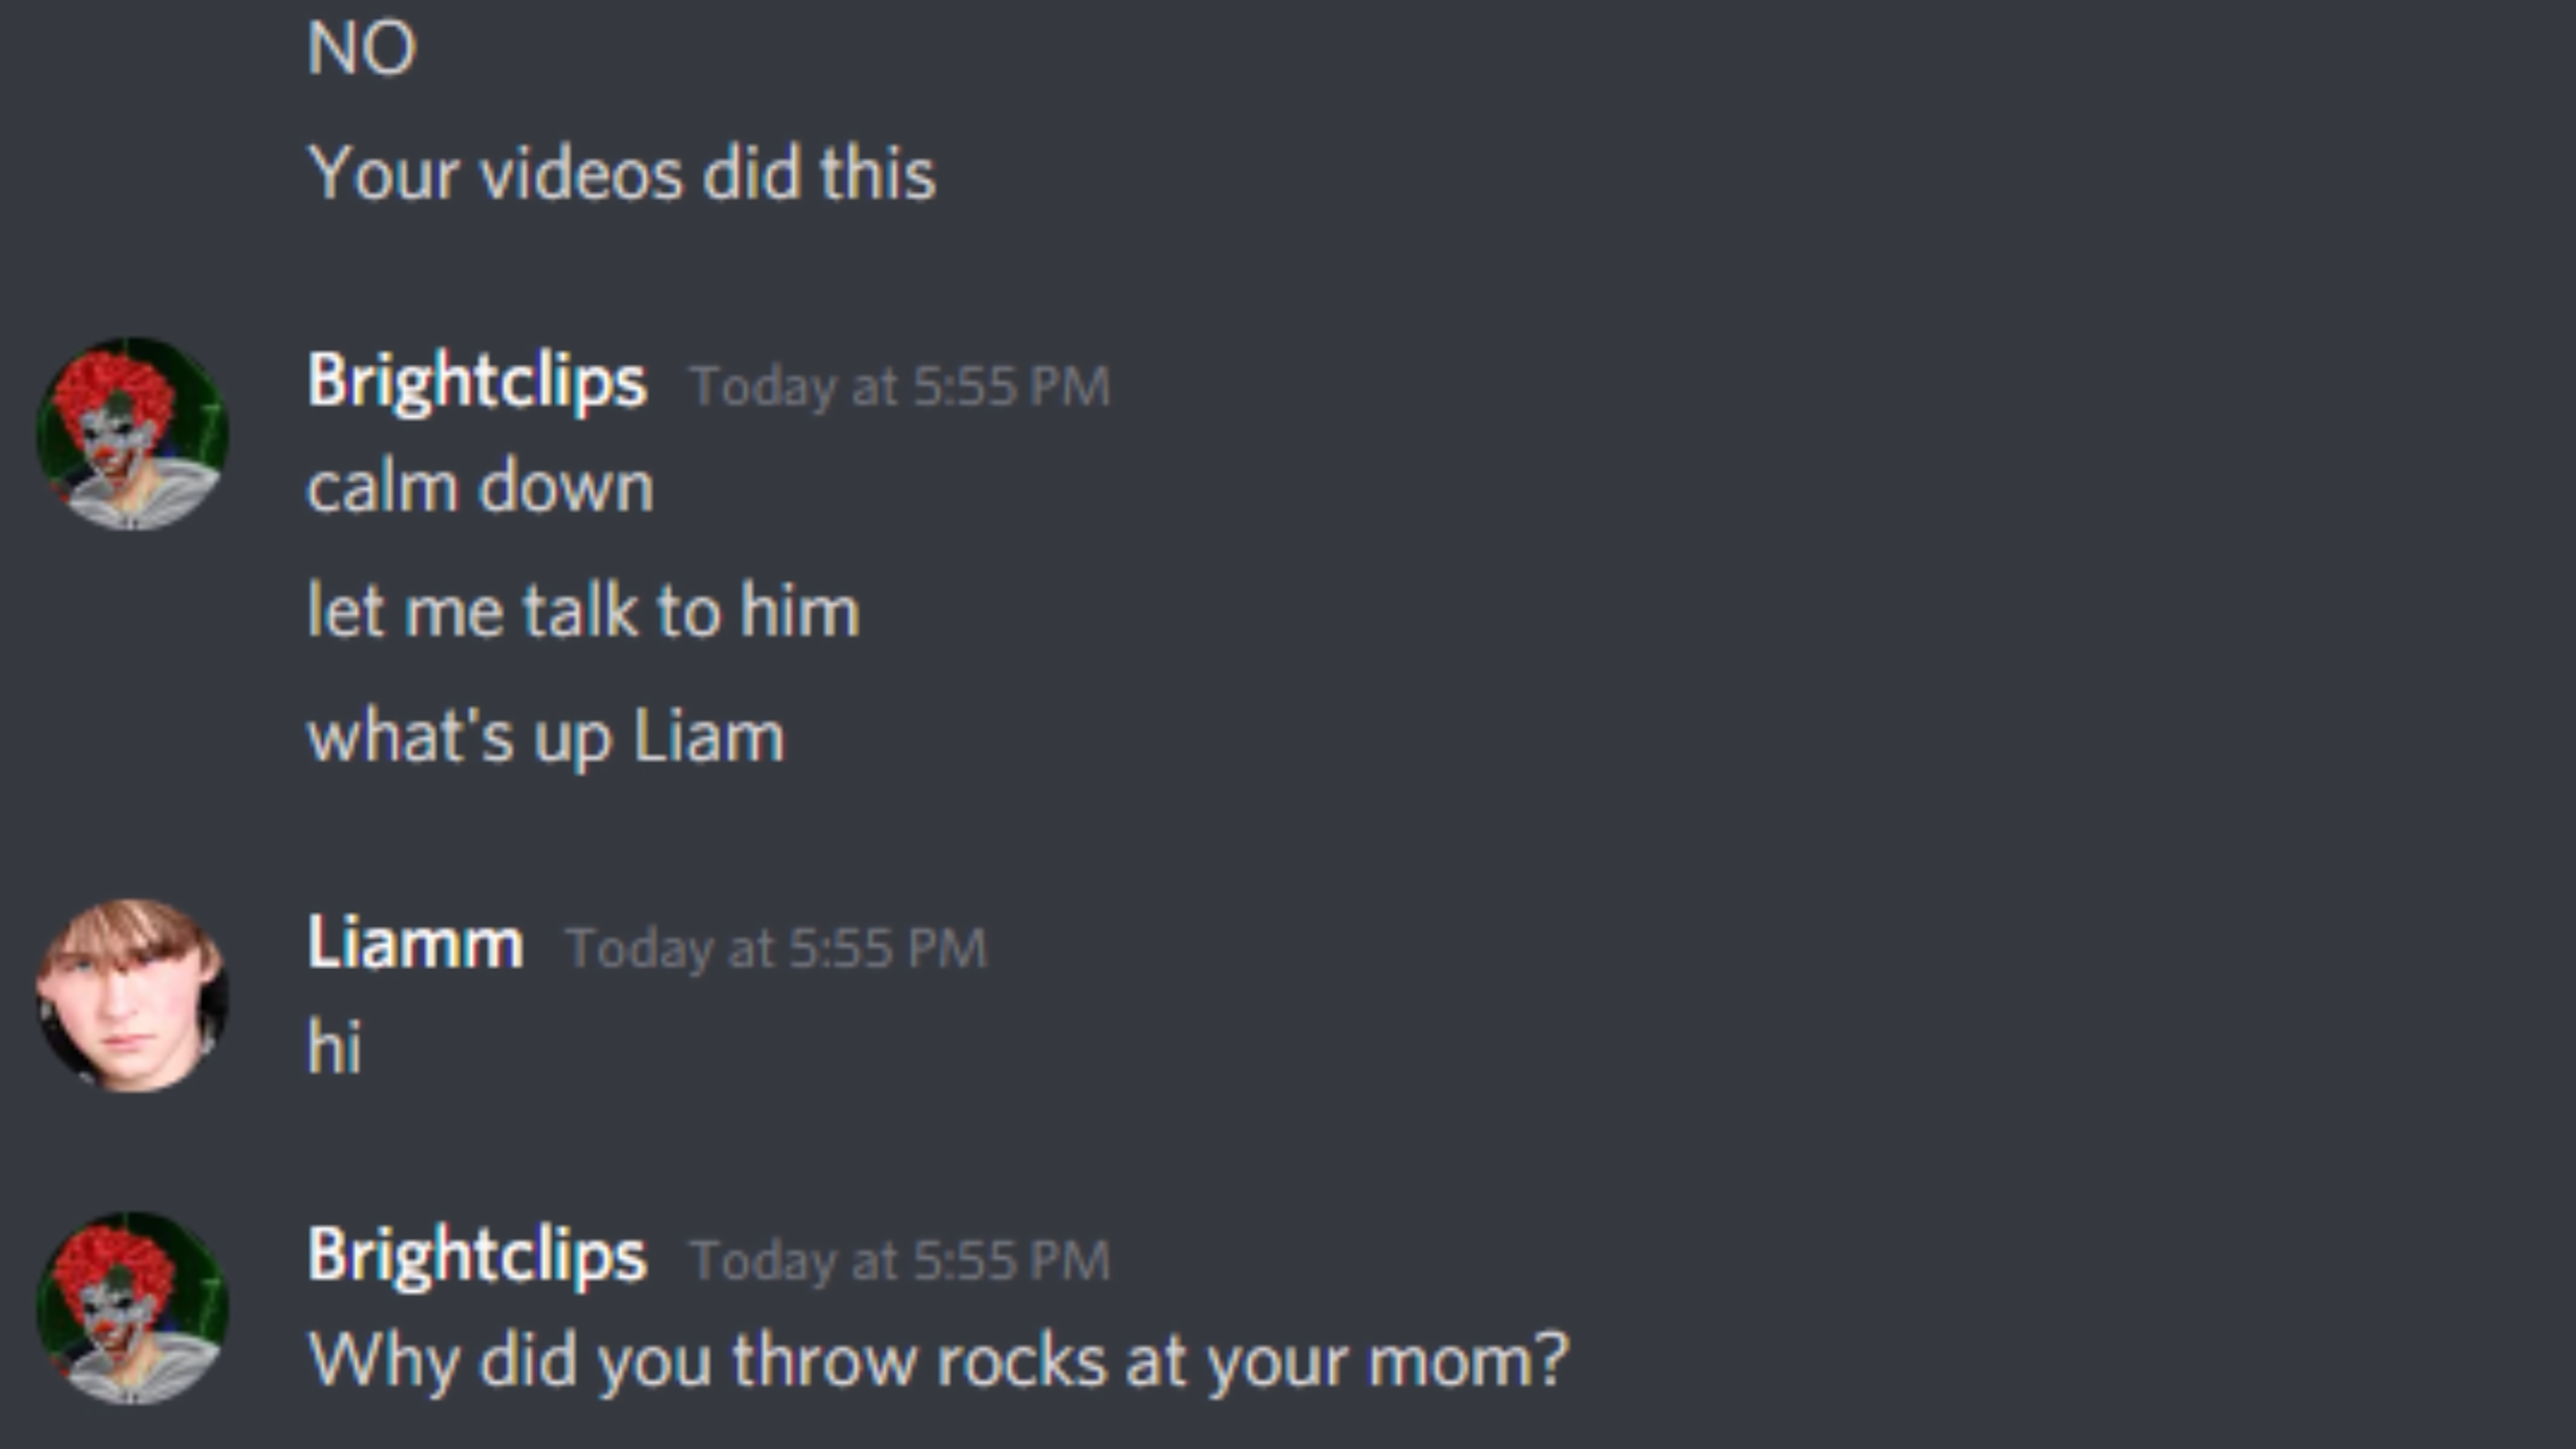 NO
Your videos did this
Brightclips Today at 5:55 PM
calm down
let me talk to him
what's up Liam
Liamm Today at 5:55 PM
hi
Brightclips Today at 5:55 PM
Why did you throw rocks at your mom?